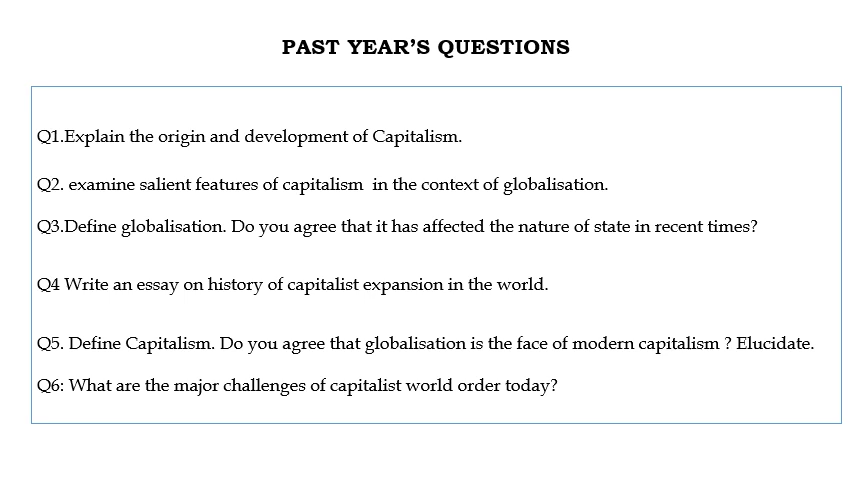 PAST YEAR’S QUESTIONS
Q1.Explain the origin and development of Capitalism.
Q2. examine salient features of capitalism  in the context of globalisation.
Q3.Define globalisation. Do you agree that it has affected the nature of state in recent times?
Q4 Write an essay on history of capitalist expansion in the world.
Q5. Define Capitalism. Do you agree that globalisation is the face of modern capitalism ? Elucidate.
Q6: What are the major challenges of capitalist world order today?